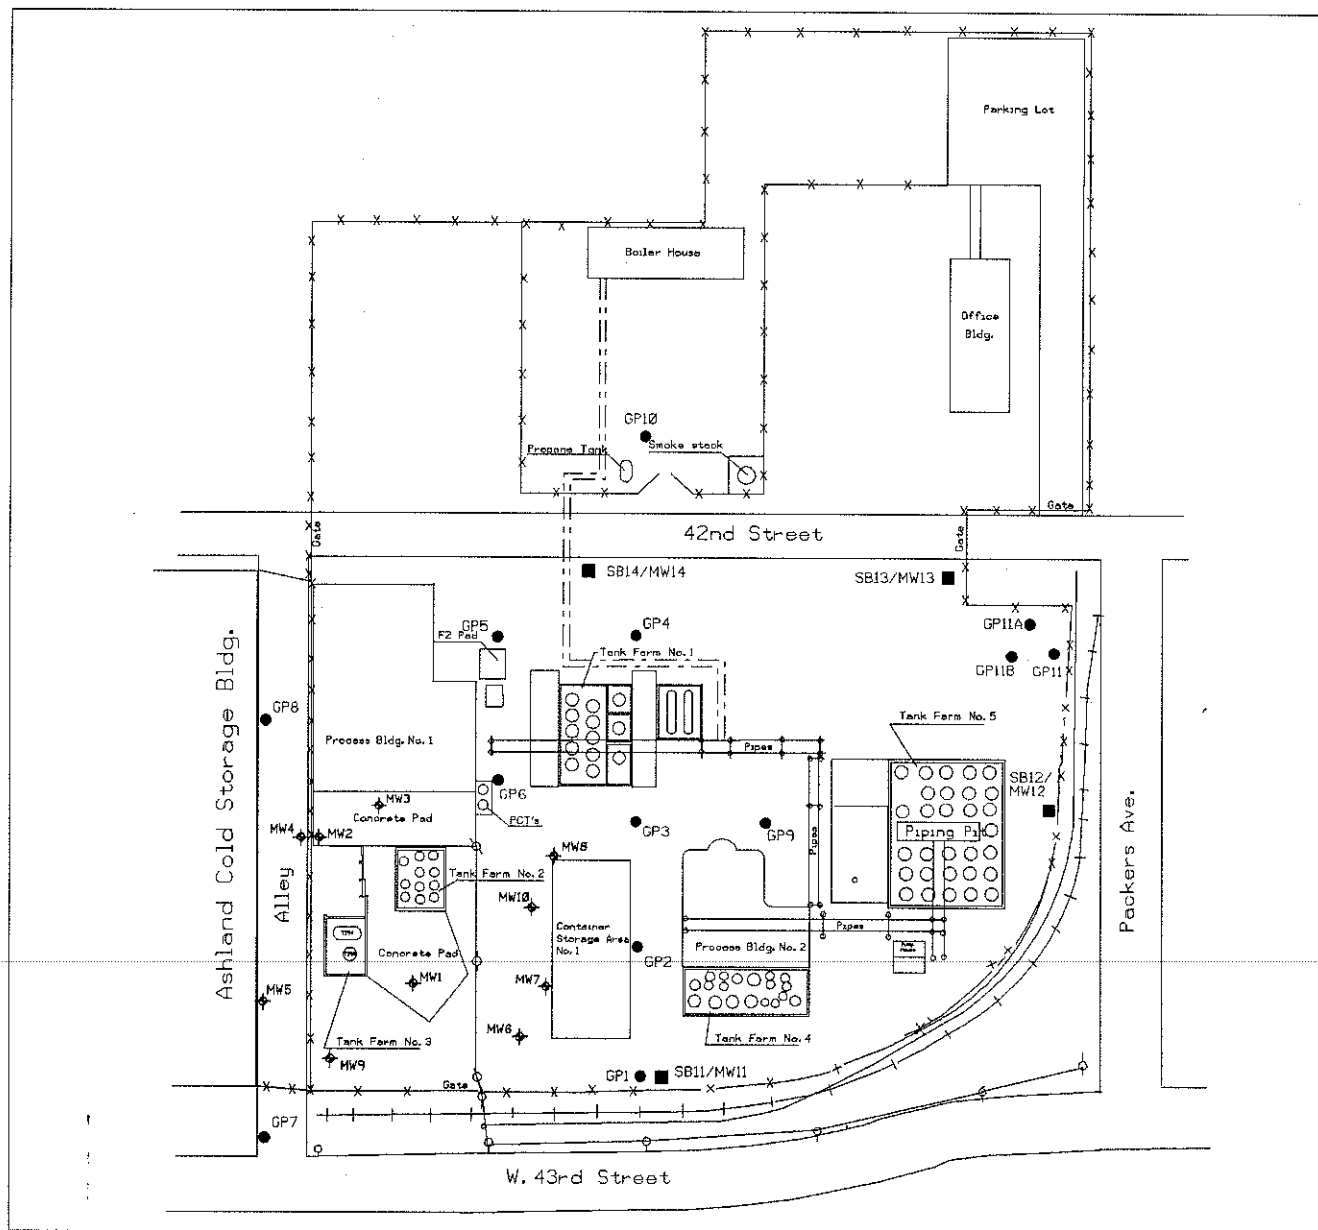 Parking Lot
Boiler House
Office
Bldg.
GP10
Propane Tank
Smoke stack
Gate
42nd Street
Gate
Gate
SB14/MW14
SB13/MW13
GP5
F2 Pad
GP4
GP11A
GP11B
GP11
Tank Farm No. 1
Ashland Cold Storage Bldg.
GP8
Process Bldg. No. 1
Pipes
Tank Farm No. 5
SB12/
MW12
GP6
MW3
Concrete Pad
PCT's
MW4
MW2
GP3
GP9
Pipes
Piping Pit
Packers Ave.
MW8
Tank Farm No. 2
MW10
Alley
Container
Storage Area
No. 1
Pipes
Process Bldg. No. 2
Concrete Pad
GP2
MW1
MW7
MW5
MW6
Tank Farm No. 3
Tank Farm No. 4
MW9
GP1
SB11/MW11
Gate
GP7
W. 43rd Street